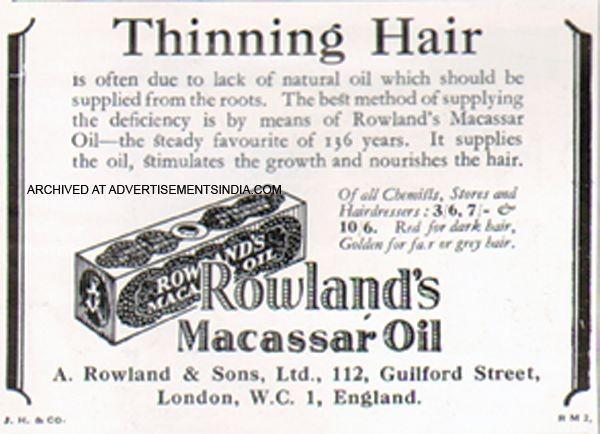 Thinning Hair
is often due to lack of natural oil which should be
supplied from the roots. The best method of supplying
the deficiency is by means of Rowland's Macassar
Oil—the steady favourite of 136 years. It supplies
the oil, stimulates the growth and nourishes the hair.
ARCHIVED AT ADVERTISEMENTSINDIA.COM
Of all Chemists, Stores and
Hairdressers: 3/6, 7/- &
10/6. Red for dark hair,
Golden for fair or grey hair.
ROWLAND'S
MACASSAR OIL
Rowland's
Macassar Oil
A. Rowland & Sons, Ltd., 112, Guilford Street,
London, W.C. 1, England.
J. H. & CO.
R M 2,